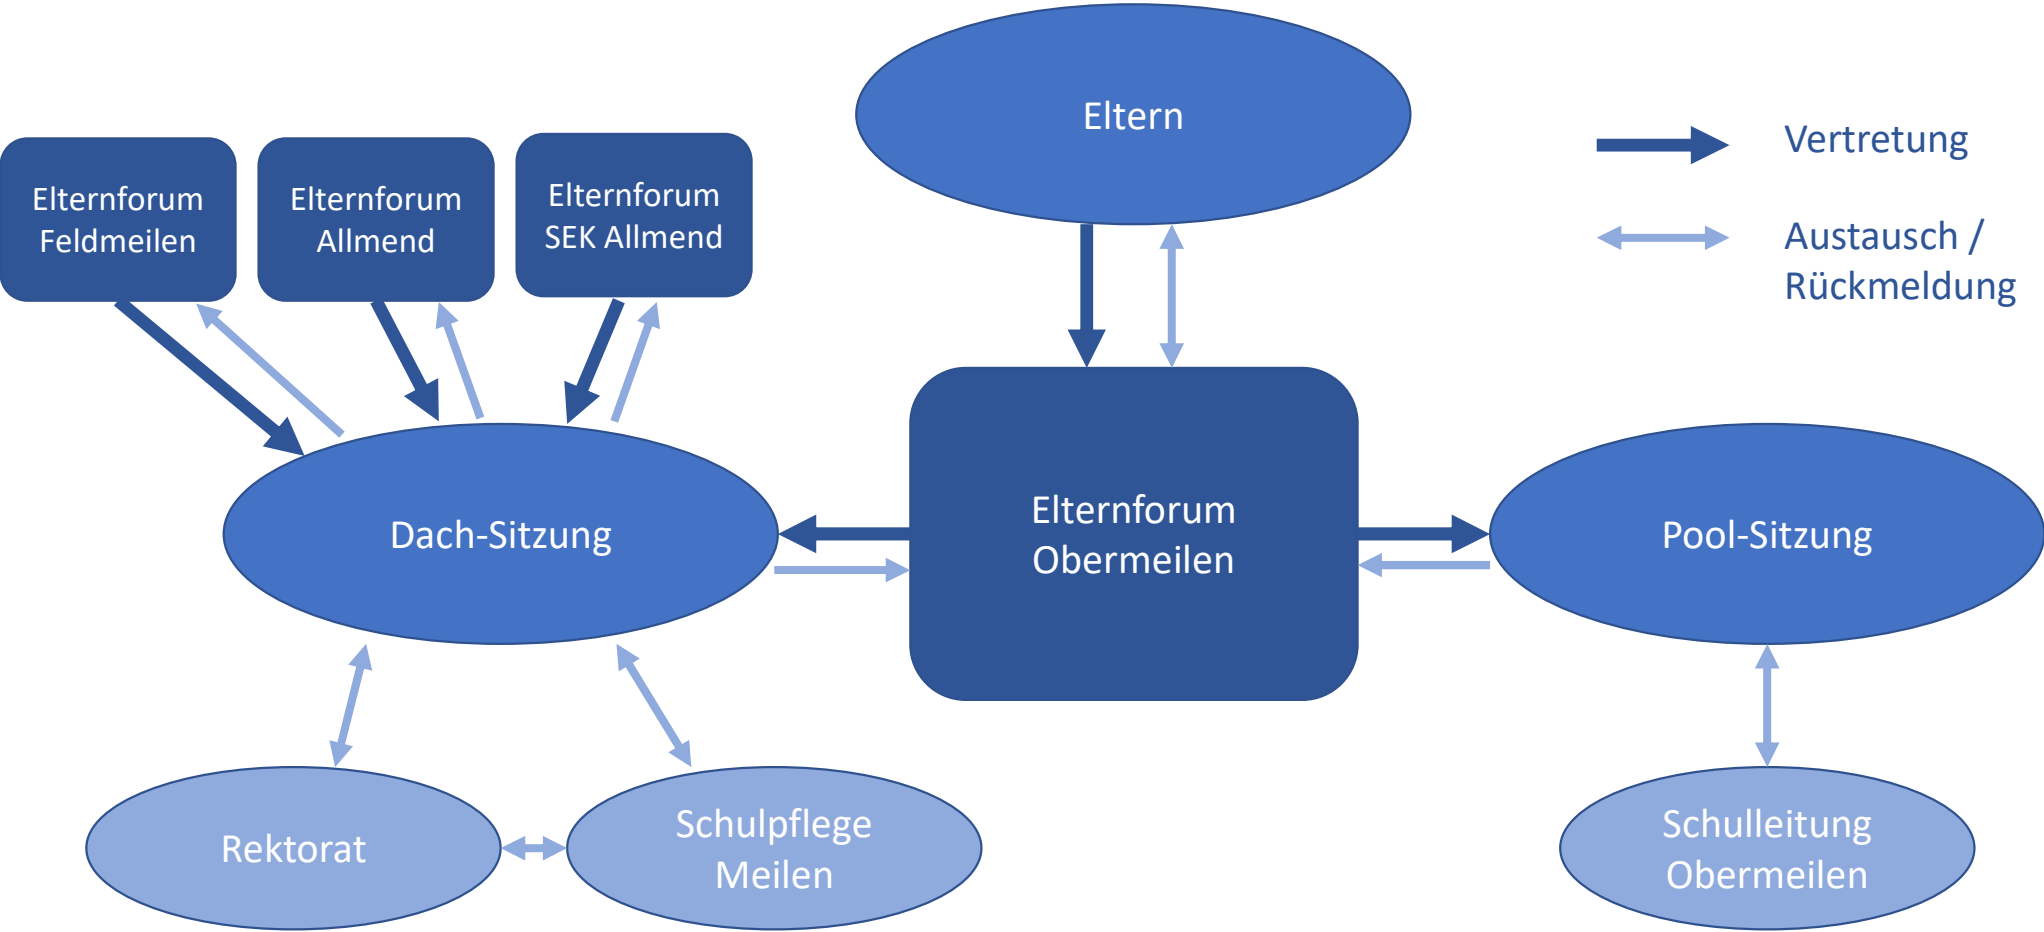 Eltern
Vertretung
Austausch /
Rückmeldung
Elternforum
Feldmeilen
Elternforum
Allmend
Elternforum
SEK Allmend
Dach-Sitzung
Elternforum
Obermeilen
Pool-Sitzung
Rektorat
Schulpflege
Meilen
Schulleitung
Obermeilen